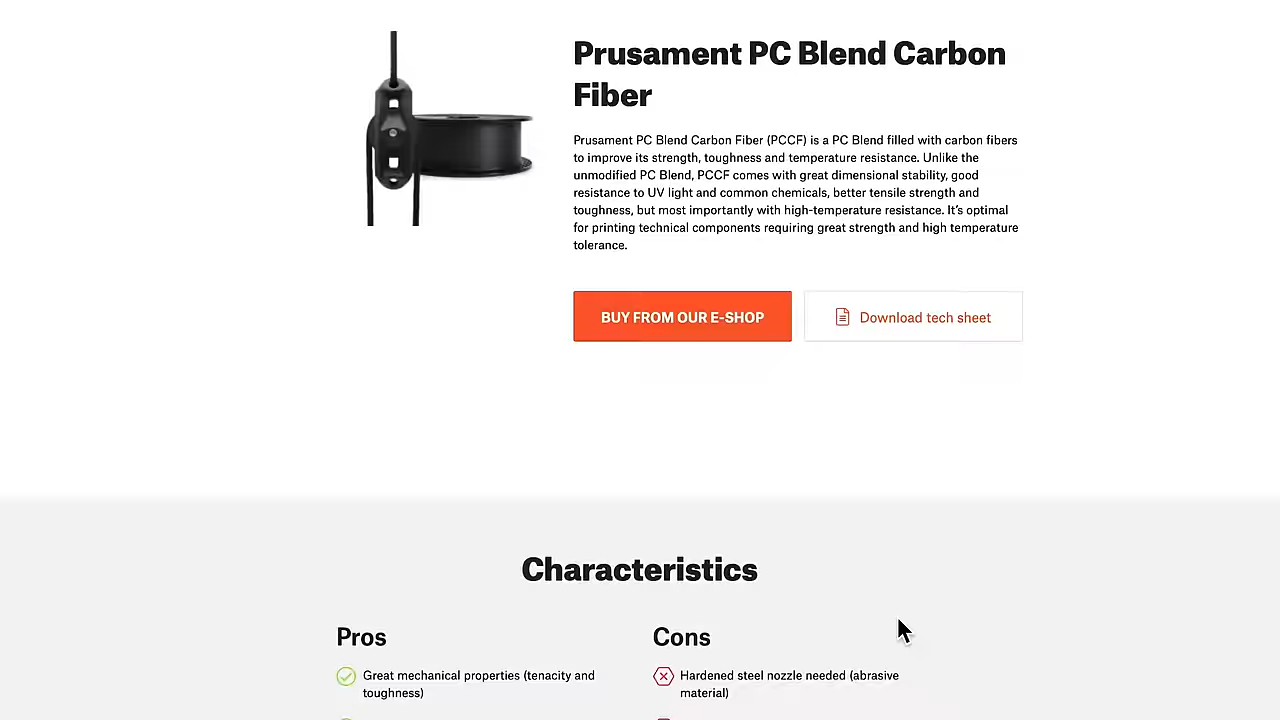 Prusament PC Blend Carbon
Fiber
Prusament PC Blend Carbon Fiber (PCCF) is a PC Blend filled with carbon fibers
to improve its strength, toughness and temperature resistance. Unlike the
unmodified PC Blend, PCCF comes with great dimensional stability, good
resistance to UV light and common chemicals, better tensile strength and
toughness, but most importantly with high-temperature resistance. It's optimal
for printing technical components requiring great strength and high temperature
tolerance.
BUY FROM OUR E-SHOP
Download tech sheet
Characteristics
Pros
Great mechanical properties (tenacity and
toughness)
Cons
Hardened steel nozzle needed (abrasive
material)